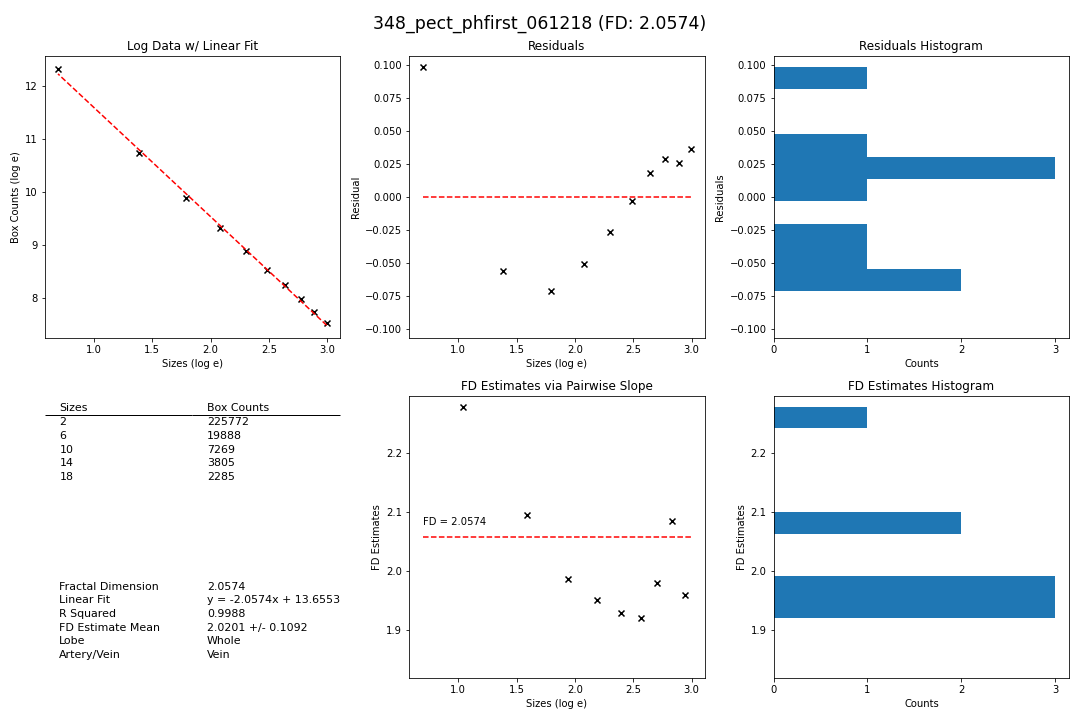 348_pect_phfirst_061218 (FD: 2.0574)
Log Data w/ Linear Fit
Box Counts (log e)
12
11
10
9
8
1.0 1.5 2.0 2.5 3.0
Sizes (log e)
Residuals
Residual
0.100
0.075
0.050
0.025
0.000
−0.025
−0.050
−0.075
−0.100
1.0 1.5 2.0 2.5 3.0
Sizes (log e)
Residuals Histogram
Residuals
0.100
0.075
0.050
0.025
0.000
−0.025
−0.050
−0.075
−0.100
0 1 2 3
Counts
Sizes Box Counts
2 225772
6 19888
10 7269
14 3805
18 2285
Fractal Dimension 2.0574
Linear Fit y = -2.0574x + 13.6553
R Squared 0.9988
FD Estimate Mean 2.0201 +/- 0.1092
Lobe Whole
Artery/Vein Vein
FD Estimates via Pairwise Slope
FD Estimates
2.2
2.1
2.0
1.9
FD = 2.0574
1.0 1.5 2.0 2.5 3.0
Sizes (log e)
FD Estimates Histogram
FD Estimates
2.2
2.1
2.0
1.9
0 1 2 3
Counts